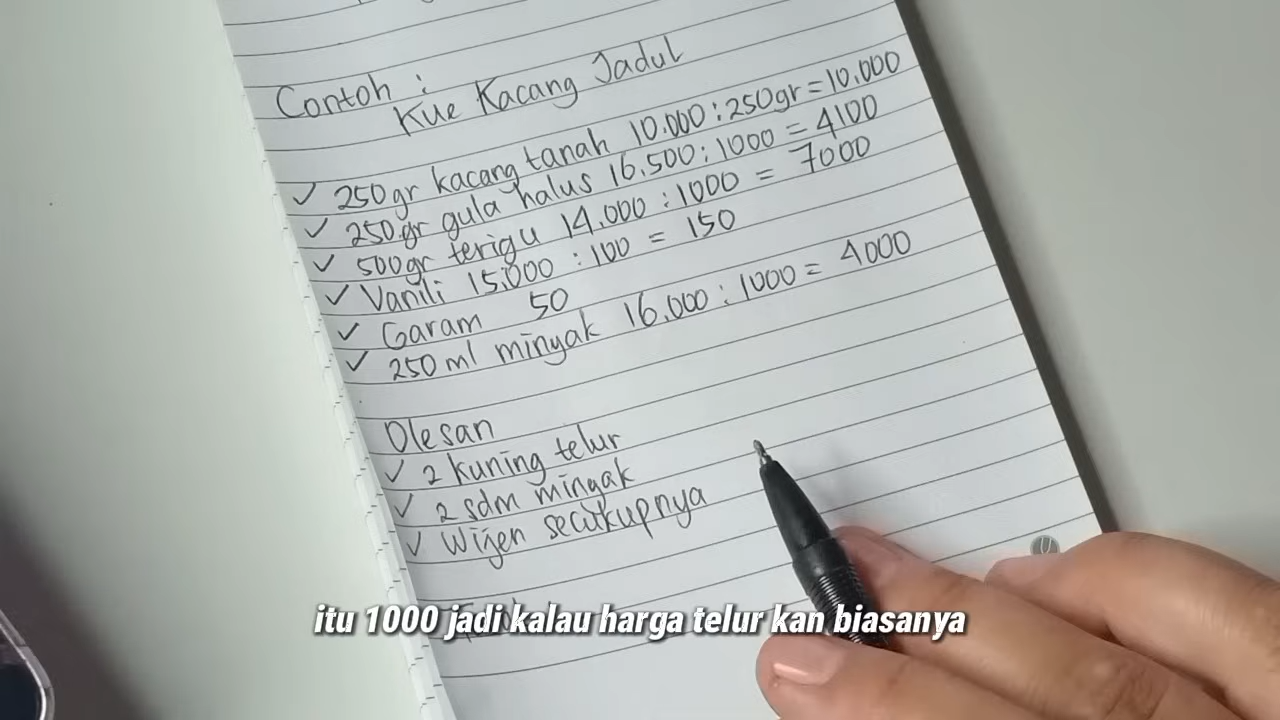 Contoh :
Kue Kacang Jadul
✓ 250gr kacang tanah 10.000 : 250gr = 10.000
✓ 250gr gula halus 16.500 : 1000 = 4100
✓ 500gr terigu 14.000 : 1000 = 7000
✓ Vanili 15.000 : 100 = 150
✓ Garam 50
✓ 250 ml minyak 16.000 : 1000 = 4000
Olesan
✓ 2 kuning telur
✓ 2 sdm minyak
✓ Wijen secukupnya
itu 1000 jadi kalau harga telur kan biasanya